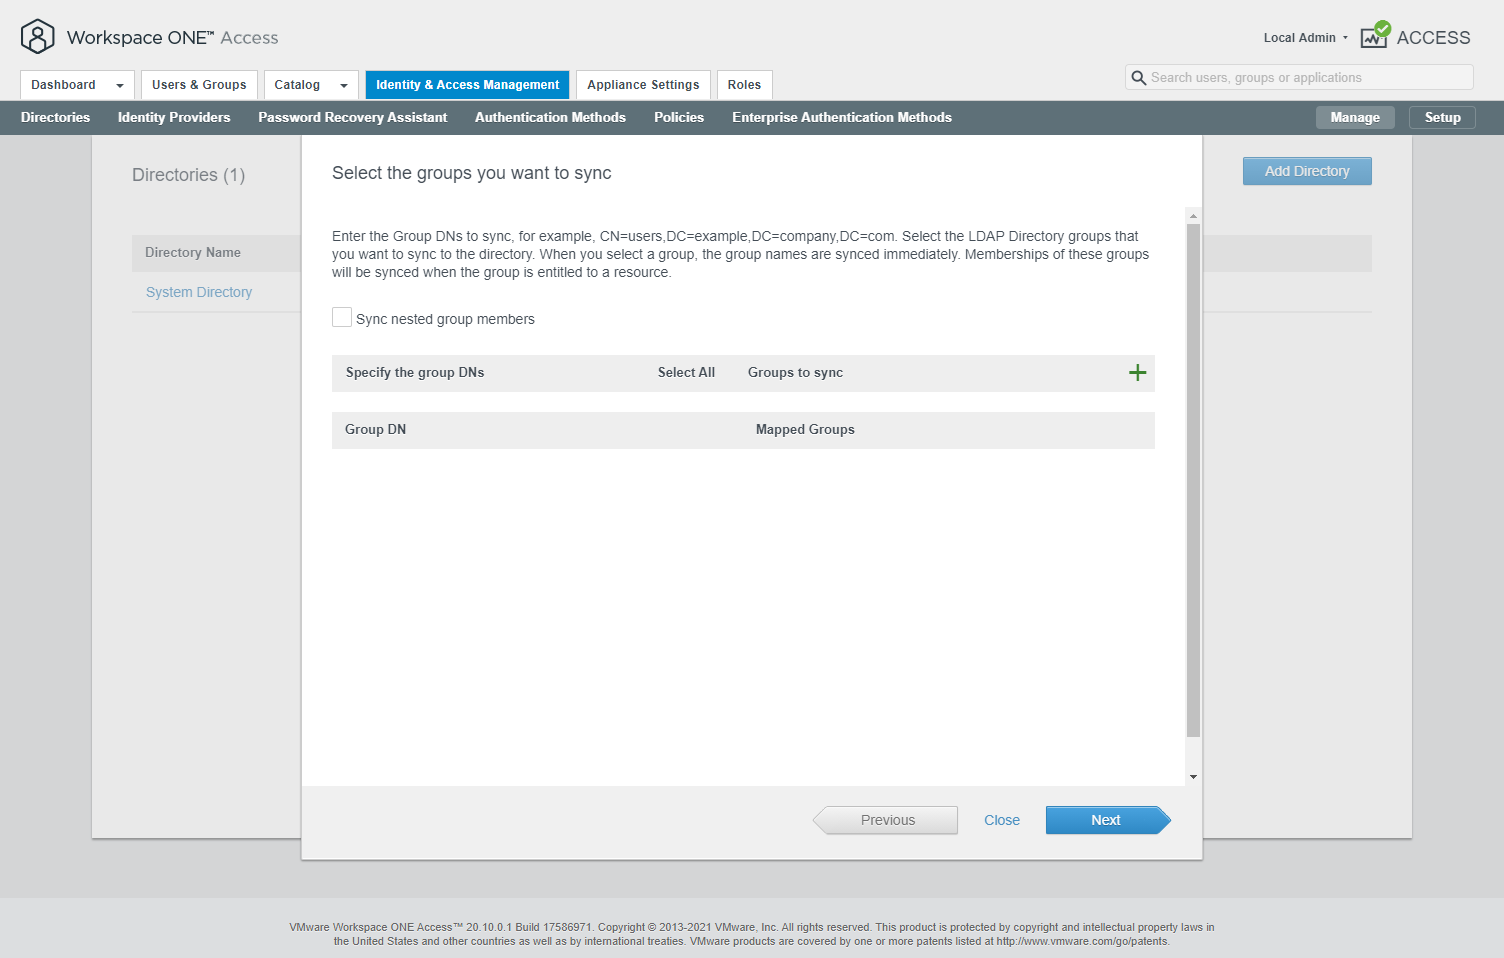 Workspace ONE™ Access
Local Admin
ACCESS
Dashboard
Users & Groups
Catalog
Identity & Access Management
Appliance Settings
Roles
Search users, groups or applications
Directories
Identity Providers
Password Recovery Assistant
Authentication Methods
Policies
Enterprise Authentication Methods
Manage
Setup
Directories (1)
Add Directory
Directory Name
System Directory
Select the groups you want to sync
Enter the Group DNs to sync, for example, CN=users,DC=example,DC=company,DC=com. Select the LDAP Directory groups that
you want to sync to the directory. When you select a group, the group names are synced immediately. Memberships of these groups
will be synced when the group is entitled to a resource.
Sync nested group members
Specify the group DNs
Select All
Groups to sync
Group DN
Mapped Groups
Previous
Close
Next
VMware Workspace ONE Access™ 20.10.0.1 Build 17586971. Copyright © 2013-2021 VMware, Inc. All rights reserved. This product is protected by copyright and intellectual property laws in
the United States and other countries as well as by international treaties. VMware products are covered by one or more patents listed at http://www.vmware.com/go/patents.